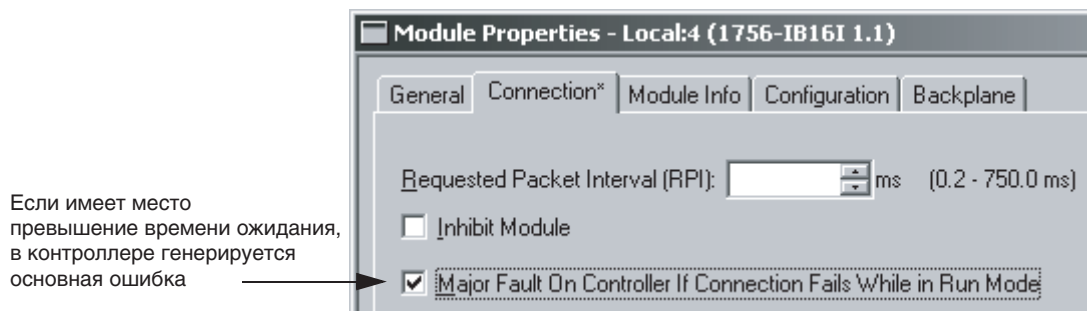 Module Properties - Local:4 (1756-IB16I 1.1)
General Connection* Module Info Configuration Backplane
Requested Packet Interval (RPI): ms (0.2 - 750.0 ms)
Inhibit Module
Major Fault On Controller If Connection Fails While in Run Mode
Если имеет место
превышение времени ожидания,
в контроллере генерируется
основная ошибка